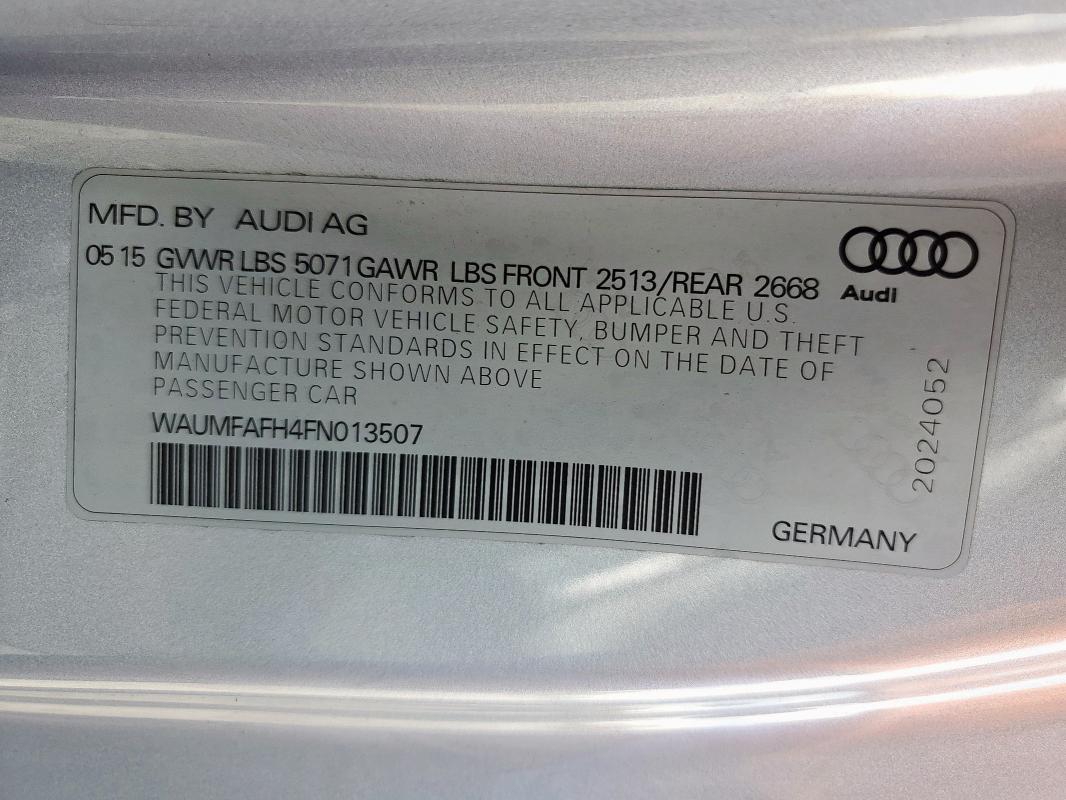 MFD. BY AUDI AG
05 15 GVWR LBS 5071 GAWR LBS FRONT 2513/REAR 2668
Audi
THIS VEHICLE CONFORMS TO ALL APPLICABLE U.S.
FEDERAL MOTOR VEHICLE SAFETY, BUMPER AND THEFT
PREVENTION STANDARDS IN EFFECT ON THE DATE OF
MANUFACTURE SHOWN ABOVE
PASSENGER CAR
WAUMFAFH4FN013507
2024052
GERMANY